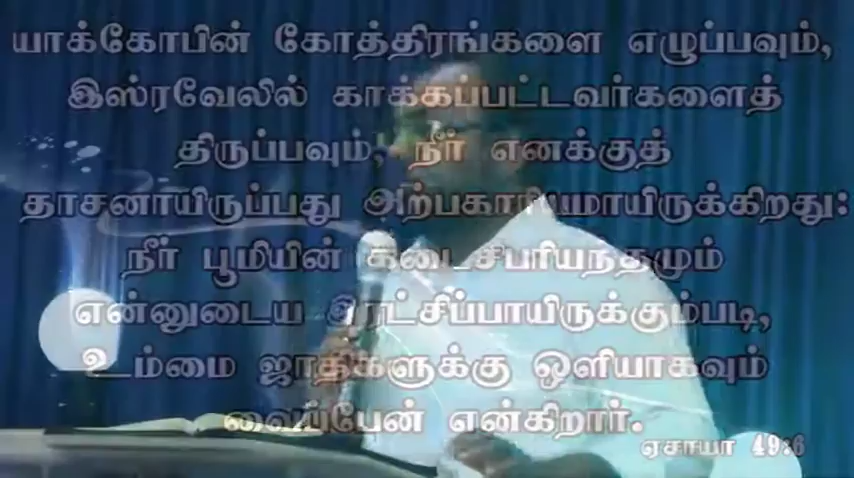 யாக்கோபின் கோத்திரங்களை எழுப்பவும்,
இஸ்ரவேலில் காக்கப்பட்டவர்களைத்
திருப்பவும், நீர் எனக்குத்
தாசனாயிருப்பது அற்பகாரியமாயிருக்கிறது:
நீர் பூமியின் கடைசிபரியந்தமும்
என்னுடைய இரட்சிப்பாயிருக்கும்படி,
உம்மை ஜாதிகளுக்கு ஒளியாகவும்
வைப்பேன் என்கிறார்.
ஏசாயா 49:6